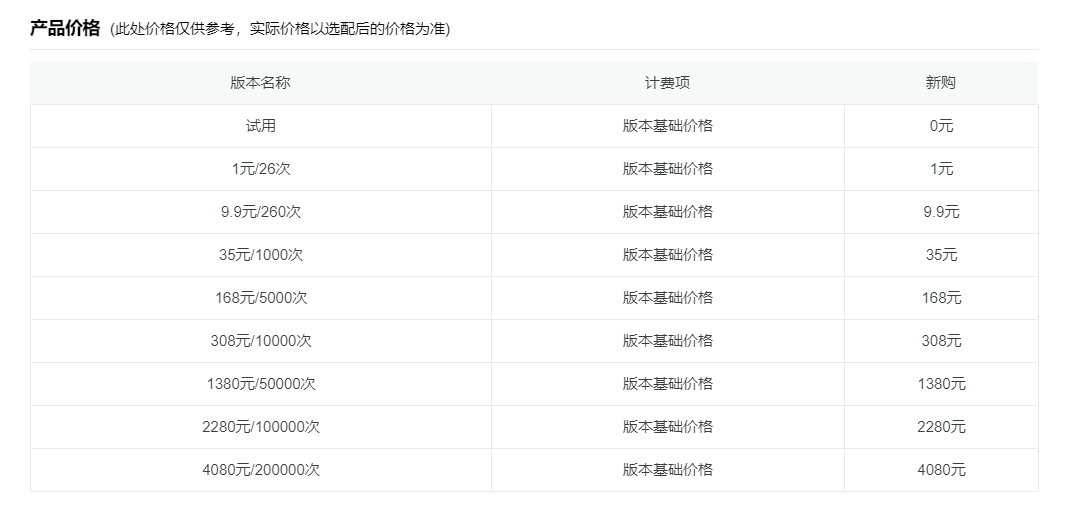 产品价格 (此处价格仅供参考，实际价格以选配后的价格为准)
版本名称 计费项 新购
试用 版本基础价格 0元
1元/26次 版本基础价格 1元
9.9元/260次 版本基础价格 9.9元
35元/1000次 版本基础价格 35元
168元/5000次 版本基础价格 168元
308元/10000次 版本基础价格 308元
1380元/50000次 版本基础价格 1380元
2280元/100000次 版本基础价格 2280元
4080元/200000次 版本基础价格 4080元